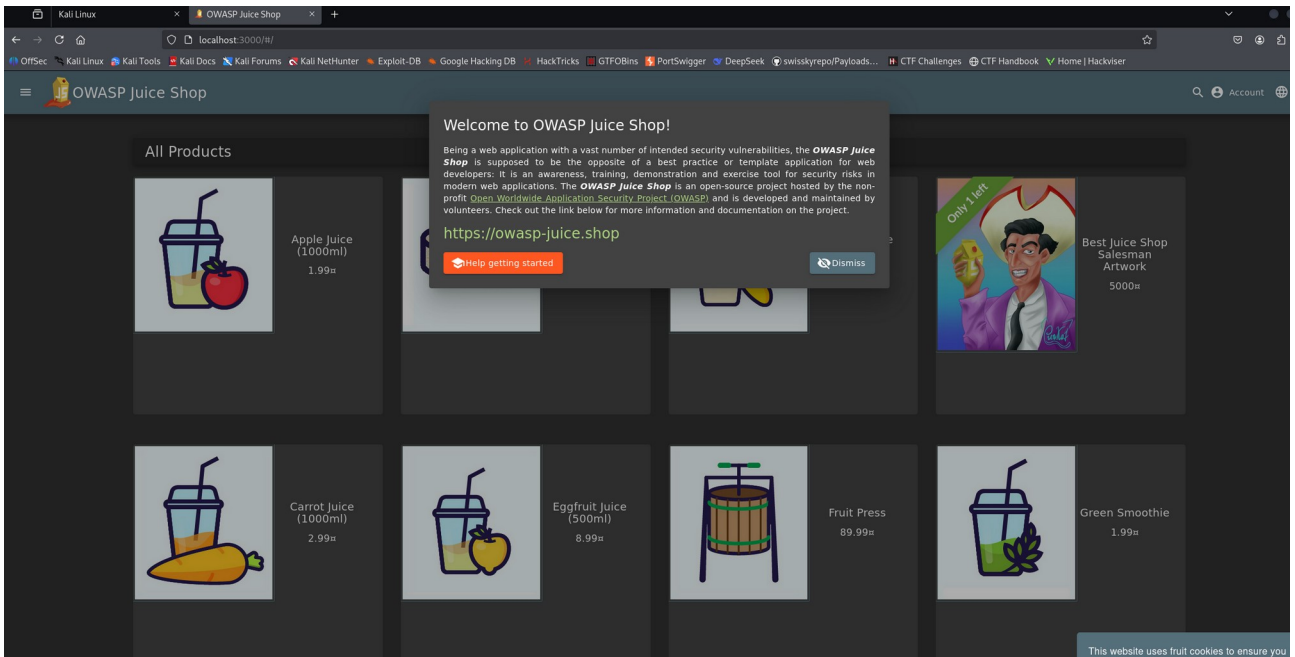 Kali Linux
OWASP Juice Shop
localhost:3000/#/
OffSec Kali Linux Kali Tools Kali Docs Kali Forums Kali NetHunter Exploit-DB Google Hacking DB HackTricks GTFOBins PortSwigger DeepSeek swisskyrepo/Payloads... CTF Challenges CTF Handbook Home | Hackviser
OWASP Juice Shop
Account
Welcome to OWASP Juice Shop!
Being a web application with a vast number of intended security vulnerabilities, the OWASP Juice
Shop is supposed to be the opposite of a best practice or template application for web
developers: It is an awareness, training, demonstration and exercise tool for security risks in
modern web applications. The OWASP Juice Shop is an open-source project hosted by the non-
profit Open Worldwide Application Security Project (OWASP) and is developed and maintained by
volunteers. Check out the link below for more information and documentation on the project.
https://owasp-juice.shop
Help getting started
Dismiss
All Products
Apple Juice
(1000ml)
1.99¤
Only 1 left
Best Juice Shop
Salesman
Artwork
5000¤
Carrot Juice
(1000ml)
2.99¤
Eggfruit Juice
(500ml)
8.99¤
Fruit Press
89.99¤
Green Smoothie
1.99¤
This website uses fruit cookies to ensure you